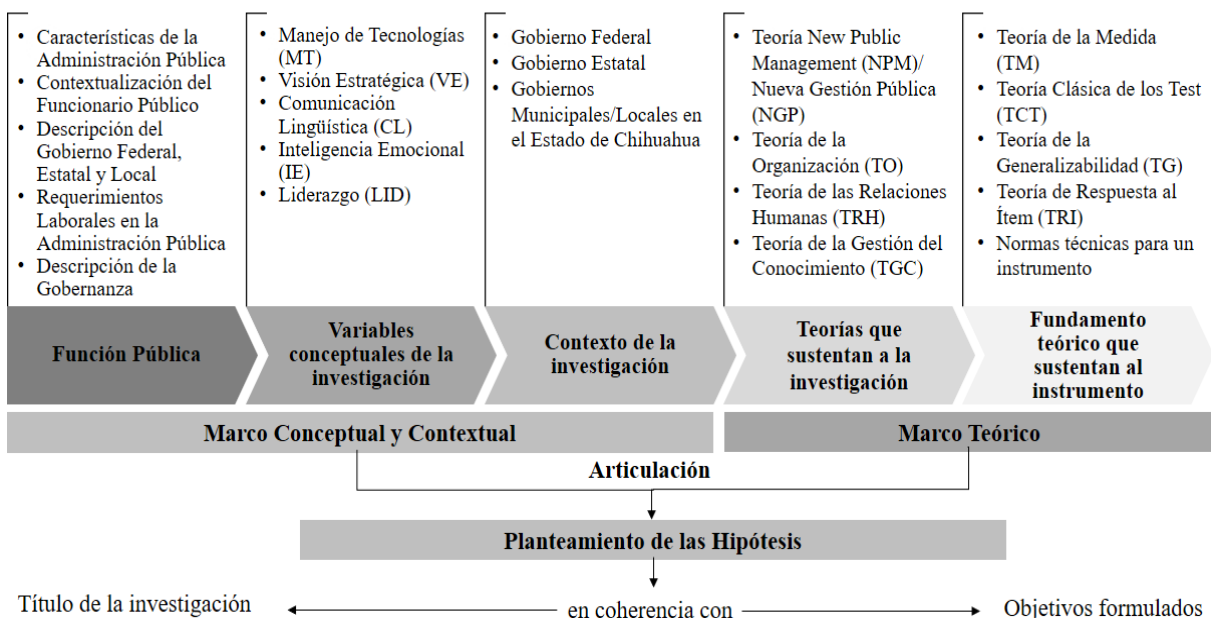 • Características de la
Administración Pública
• Contextualización del
Funcionario Público
• Descripción del
Gobierno Federal,
Estatal y Local
• Requerimientos
Laborales en la
Administración Pública
• Descripción de la
Gobernanza
• Manejo de Tecnologías
(MT)
• Visión Estratégica (VE)
• Comunicación
Lingüística (CL)
• Inteligencia Emocional
(IE)
• Liderazgo (LID)
• Gobierno Federal
• Gobierno Estatal
• Gobiernos
Municipales/Locales en
el Estado de Chihuahua
• Teoría New Public
Management (NPM)/
Nueva Gestión Pública
(NGP)
• Teoría de la
Organización (TO)
• Teoría de las Relaciones
Humanas (TRH)
• Teoría de la Gestión del
Conocimiento (TGC)
• Teoría de la Medida
(TM)
• Teoría Clásica de los Test
(TCT)
• Teoría de la
Generalizabilidad (TG)
• Teoría de Respuesta al
Ítem (TRI)
• Normas técnicas para un
instrumento
Función Pública
Variables
conceptuales de la
investigación
Contexto de la
investigación
Teorías que
sustentan a la
investigación
Fundamento
teórico que
sustentan al
instrumento
Marco Conceptual y Contextual
Marco Teórico
Articulación
Planteamiento de las Hipótesis
Título de la investigación
en coherencia con
Objetivos formulados